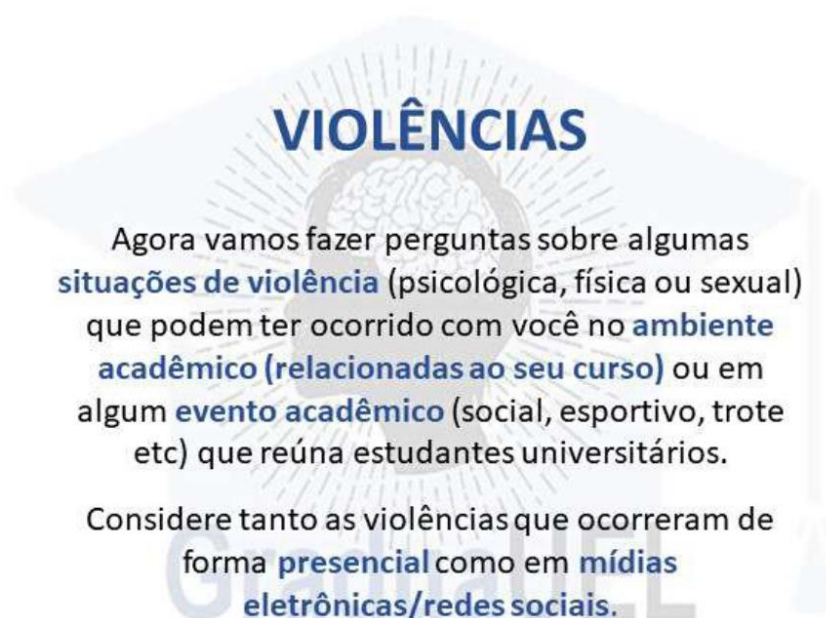 VIOLÊNCIAS
Agora vamos fazer perguntas sobre algumas
situações de violência (psicológica, física ou sexual)
que podem ter ocorrido com você no ambiente
acadêmico (relacionadas ao seu curso) ou em
algum evento acadêmico (social, esportivo, trote
etc) que reúna estudantes universitários.
Considere tanto as violências que ocorreram de
forma presencial como em mídias
eletrônicas/redes sociais.
GraduaUEL